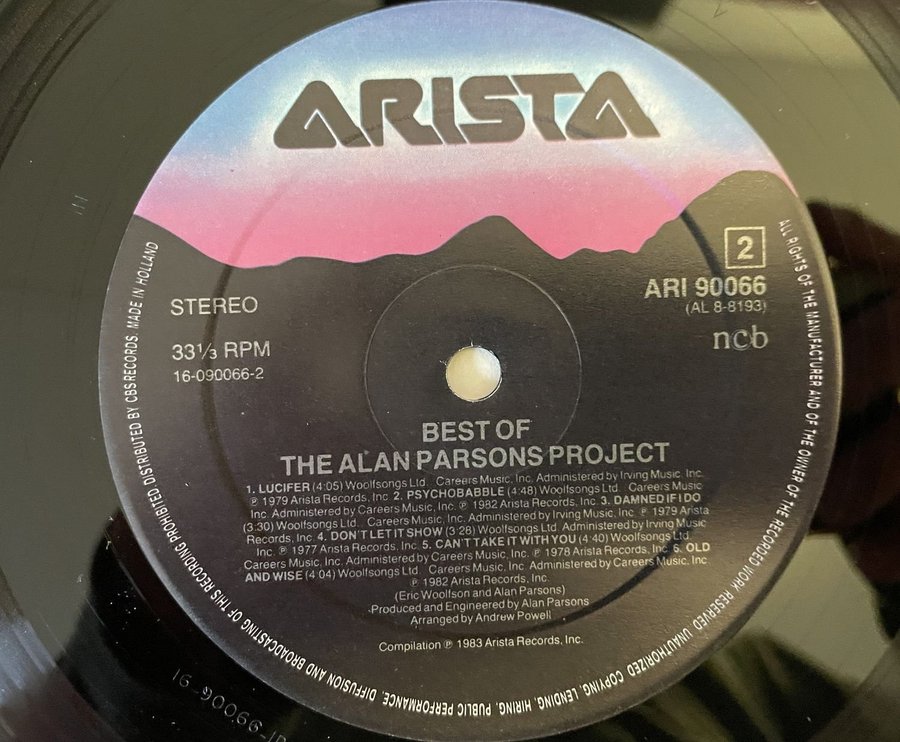 ARISTA
2
STEREO
ARI 90066
(AL 8-8193)
33⅓ RPM
ncb
16-090066-2
BEST OF
THE ALAN PARSONS PROJECT
1. LUCIFER (4:05) Woolfsongs Ltd. Careers Music, Inc. Administered by Irving Music, Inc.
℗ 1979 Arista Records, Inc. 2. PSYCHOBABBLE (4:48) Woolfsongs Ltd. Careers Music
Inc. Administered by Careers Music, Inc. ℗ 1982 Arista Records, Inc. 3. DAMNED IF I DO
(3:30) Woolfsongs Ltd. Careers Music, Inc. Administered by Irving Music, Inc. ℗ 1979 Arista
Records, Inc. 4. DON'T LET IT SHOW (3:28) Woolfsongs Ltd. Administered by Irving Music
Inc. ℗ 1977 Arista Records, Inc. 5. CAN'T TAKE IT WITH YOU (4:40) Woolfsongs Ltd.
Careers Music, Inc. Administered by Careers Music, Inc. ℗ 1978 Arista Records, Inc. 6. OLD
AND WISE (4:04) Woolfsongs Ltd. Careers Music, Inc. Administered by Careers Music, Inc.
℗ 1982 Arista Records, Inc.
(Eric Woolfson and Alan Parsons)
Produced and Engineered by Alan Parsons
Arranged by Andrew Powell
Compilation ℗ 1983 Arista Records, Inc.
ALL RIGHTS OF THE MANUFACTURER AND OF THE OWNER OF THE RECORDED WORK RESERVED. UNAUTHORIZED COPYING, LENDING, HIRING, PUBLIC PERFORMANCE, DIFFUSION AND BROADCASTING OF THIS RECORDING PROHIBITED. DISTRIBUTED BY CBS RECORDS. MADE IN HOLLAND